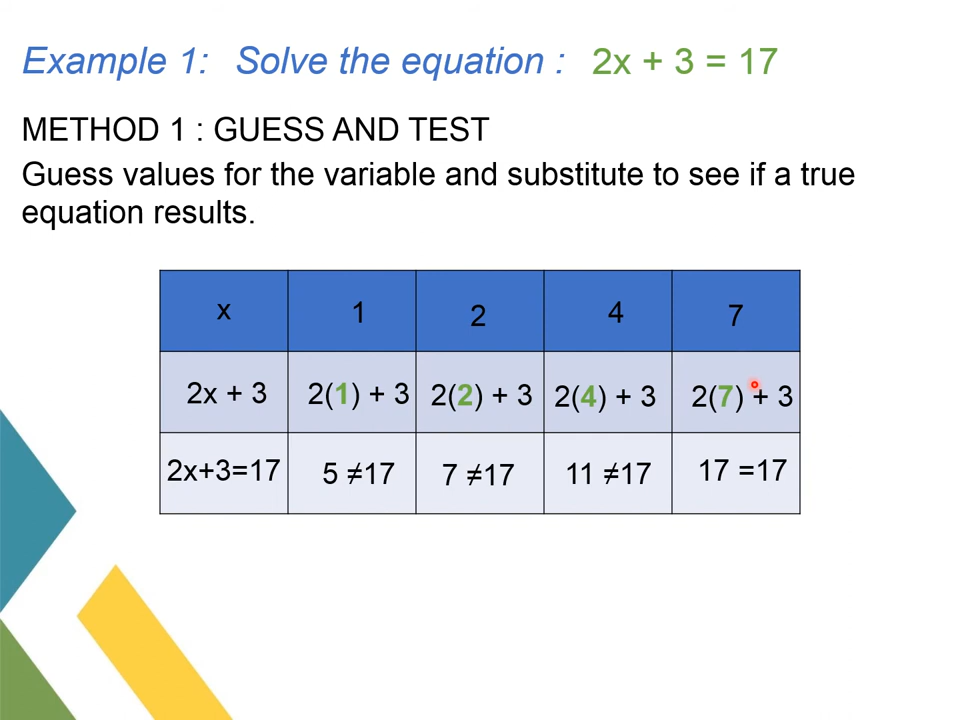 Example 1: Solve the equation : 2x + 3 = 17
METHOD 1 : GUESS AND TEST
Guess values for the variable and substitute to see if a true
equation results.
x 1 2 4 7
2x + 3 2(1) + 3 2(2) + 3 2(4) + 3 2(7) + 3
2x+3=17 5 ≠17 7 ≠17 11 ≠17 17 =17